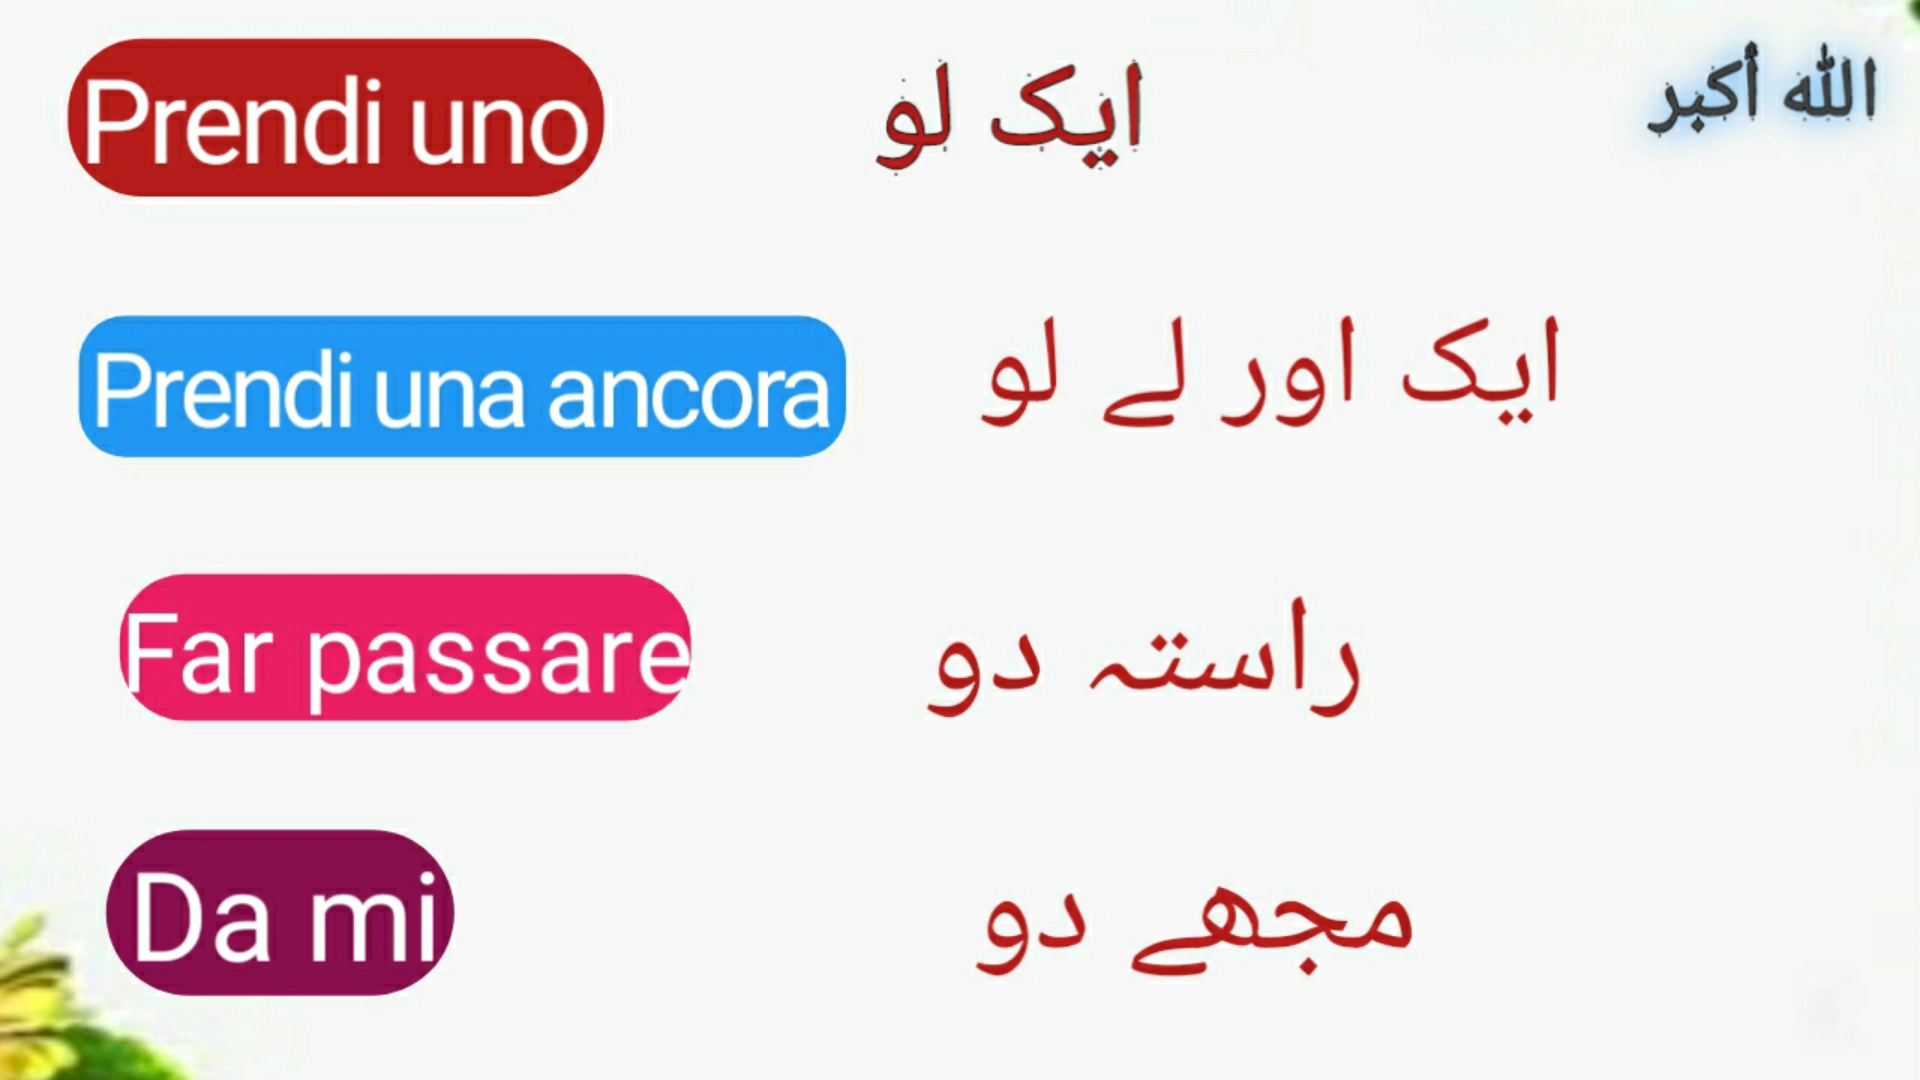 Prendi uno ایک لو الله أكبر
Prendi una ancora ایک اور لے لو
Far passare راستہ دو
Da mi مجھے دو